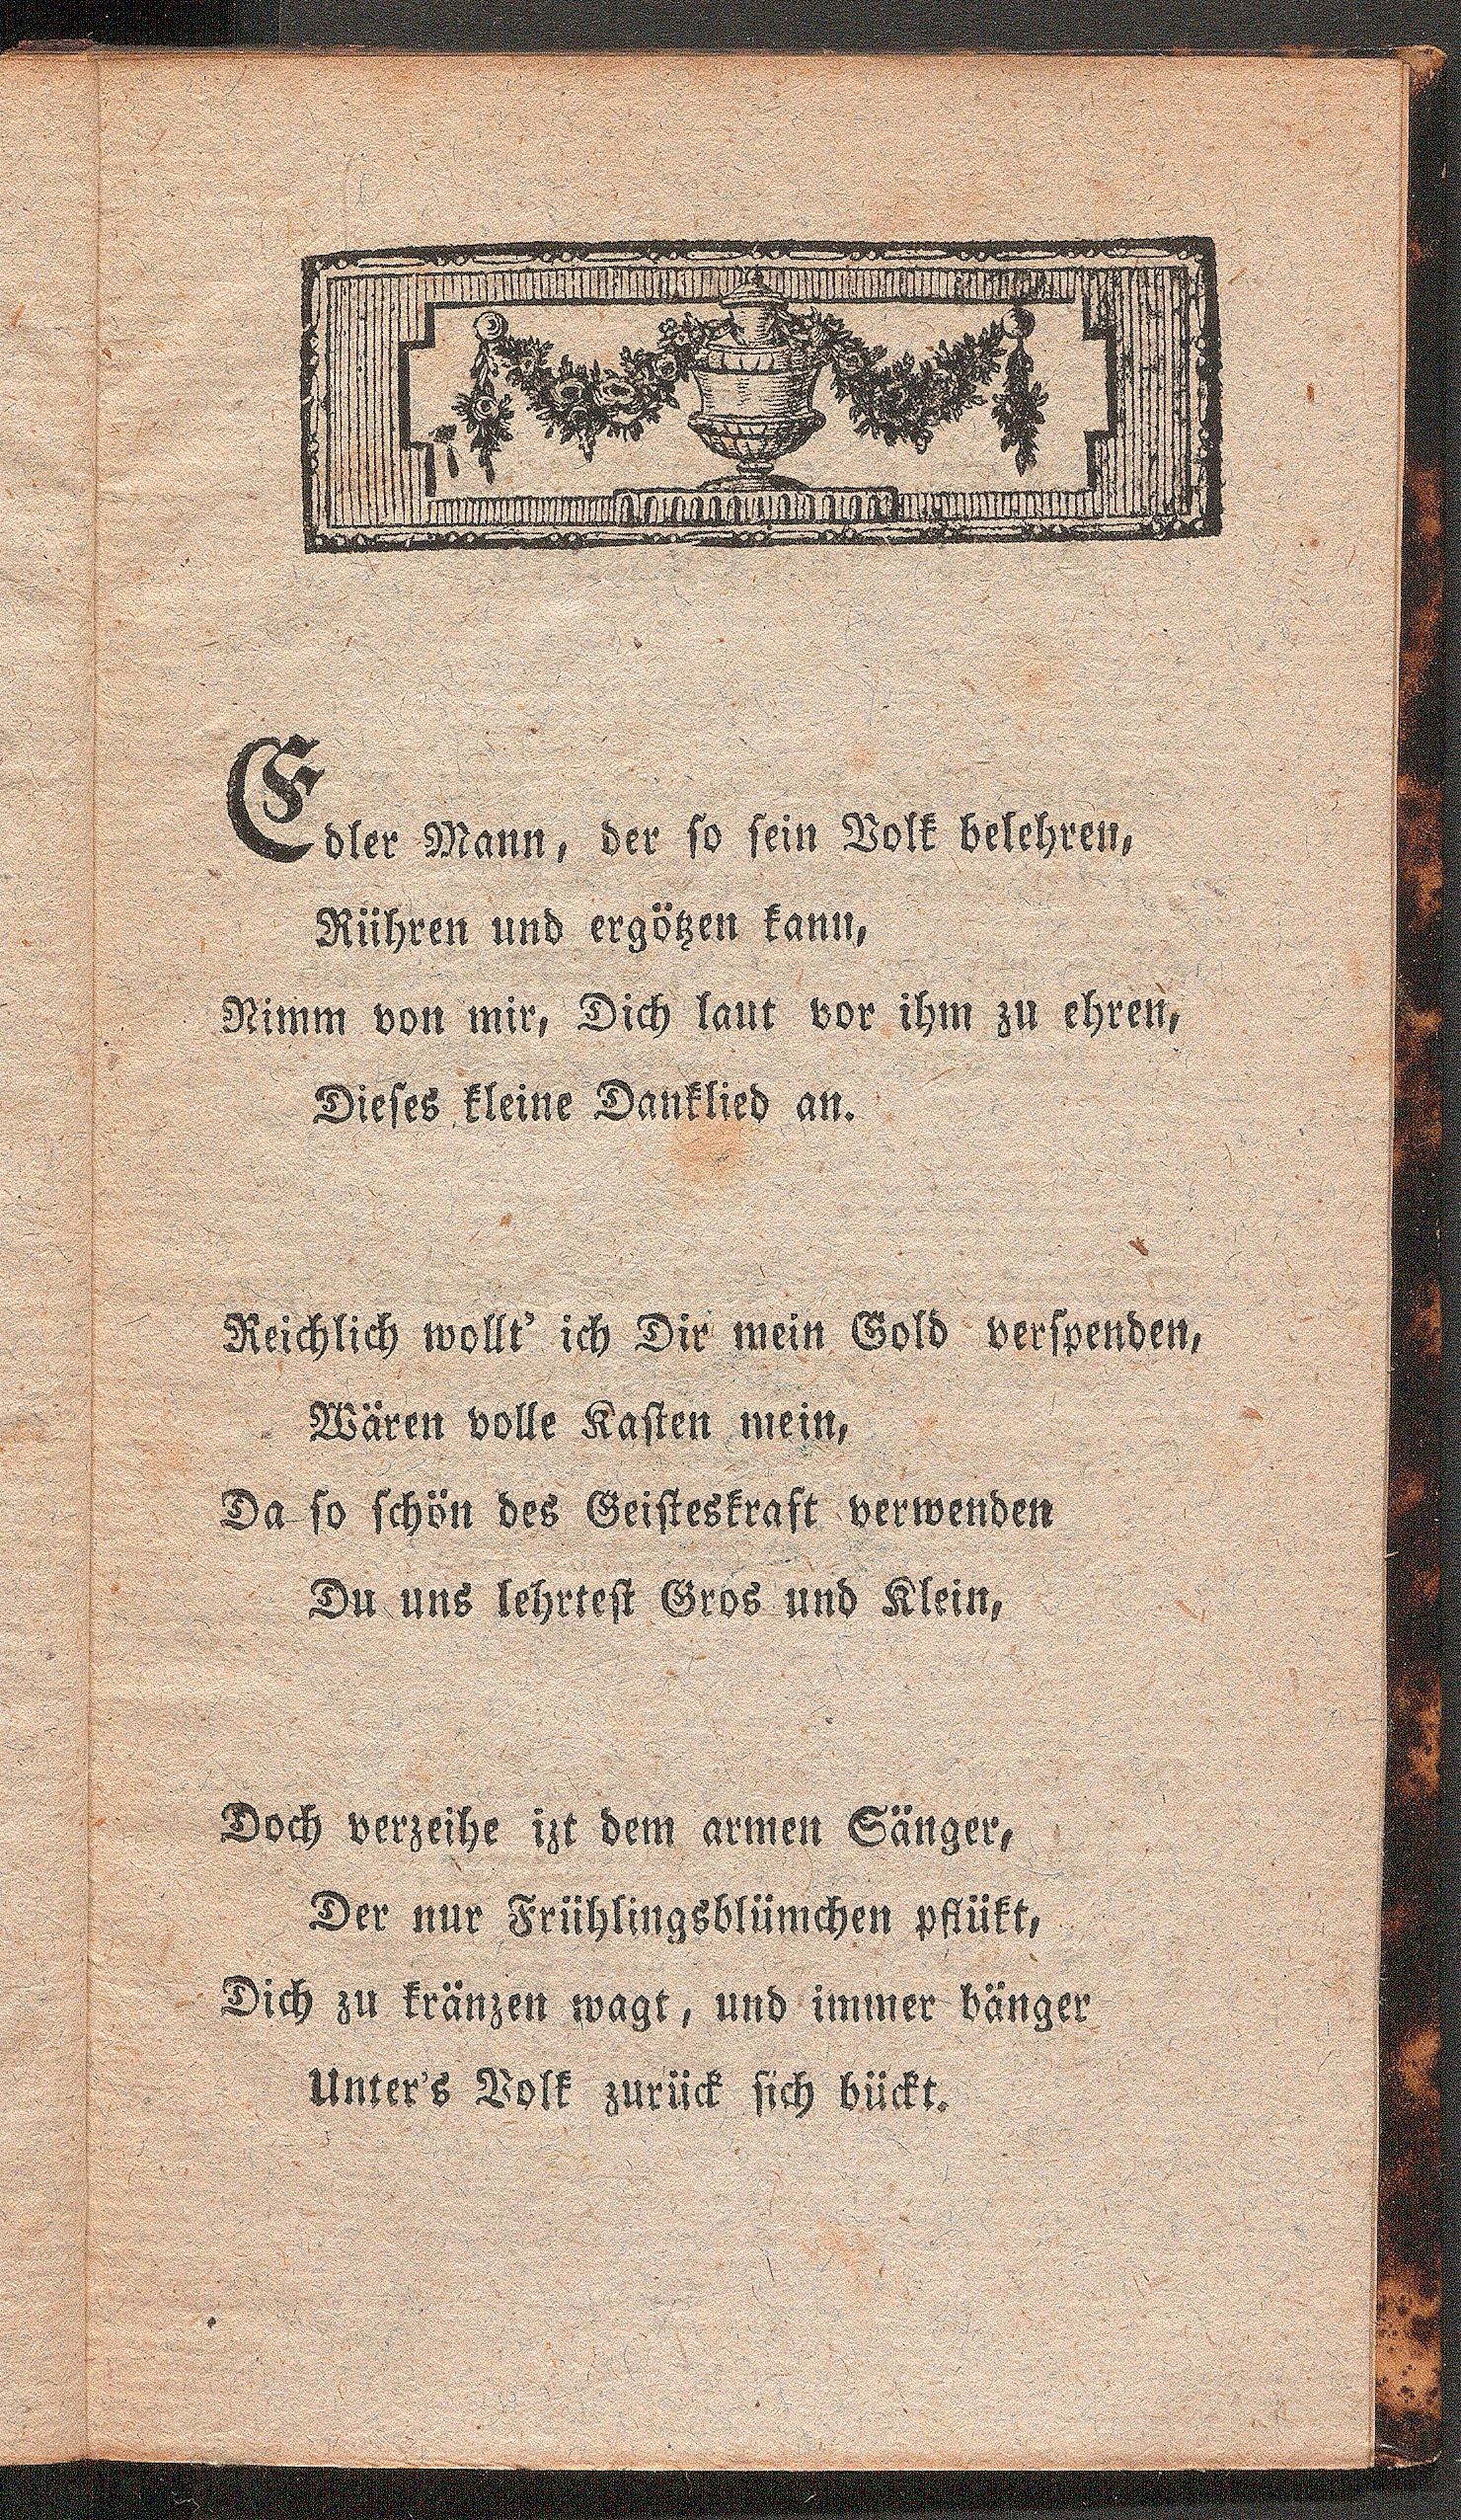 Edler Mann, der so sein Volk belehren,
Rühren und ergötzen kann,
Nimm von mir, Dich laut vor ihm zu ehren,
Dieses kleine Danklied an.
Reichlich wollt' ich Dir mein Gold verspenden,
Wären volle Kasten mein,
Da so schön des Geisteskraft verwenden
Du uns lehrtest Gros und Klein,
Doch verzeihe izt dem armen Sänger,
Der nur Frühlingsblümchen pflükt,
Dich zu kränzen wagt, und immer bänger
Unter's Volk zurück sich bückt.